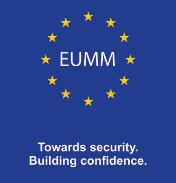 EUMM
Towards security.
Building confidence.